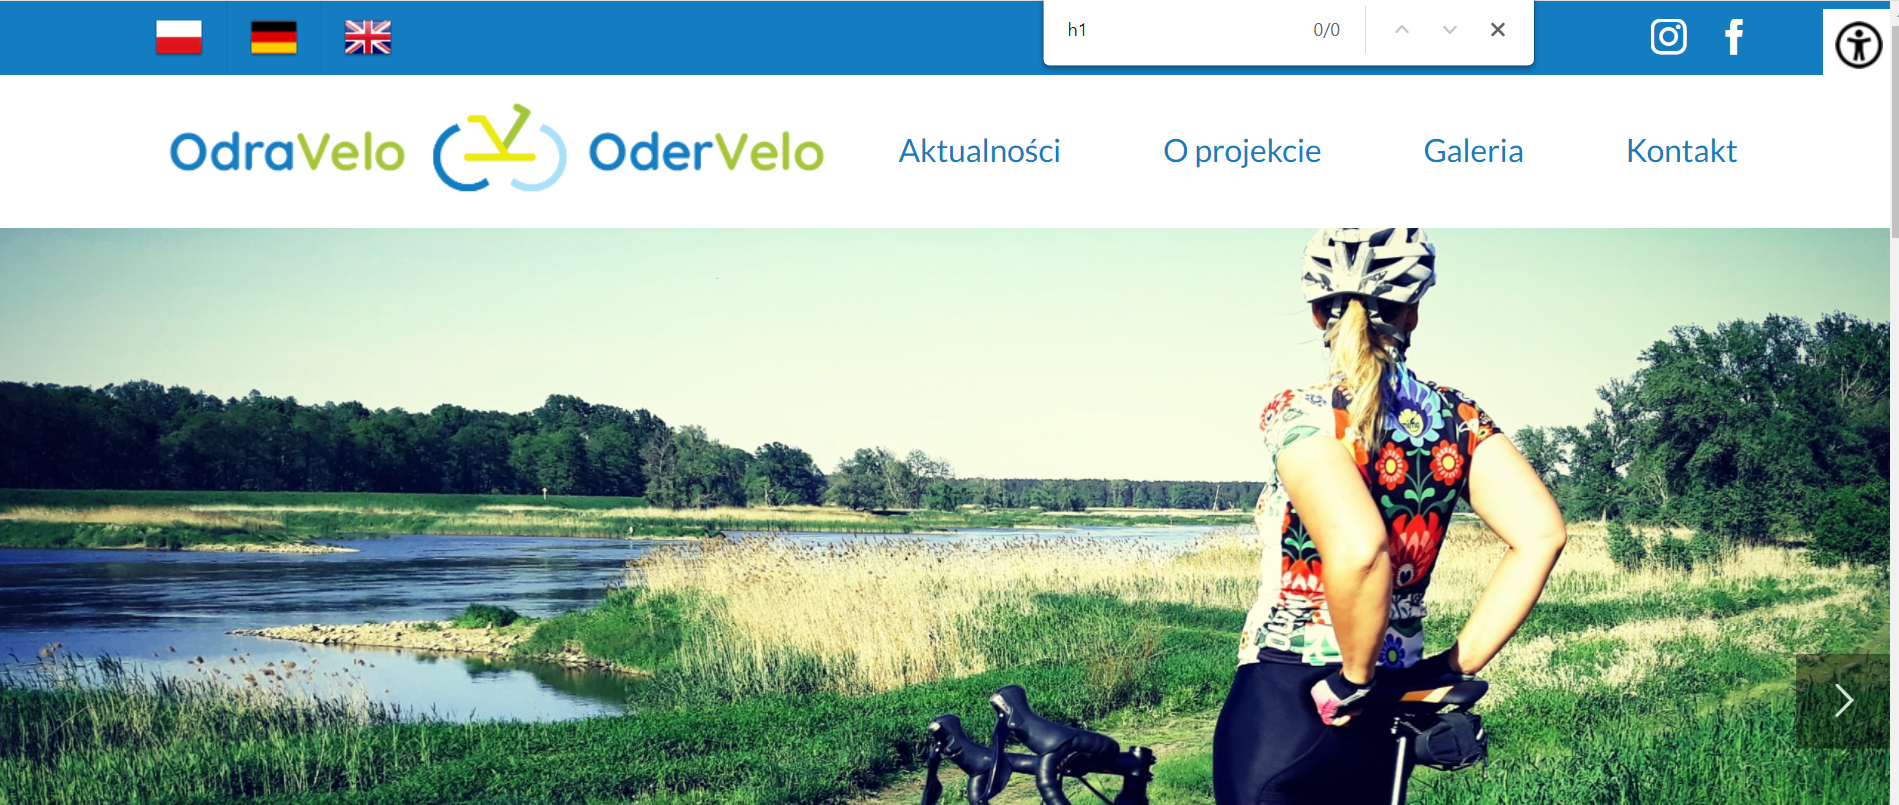 h1 0/0
OdraVelo OderVelo Aktualności O projekcie Galeria Kontakt